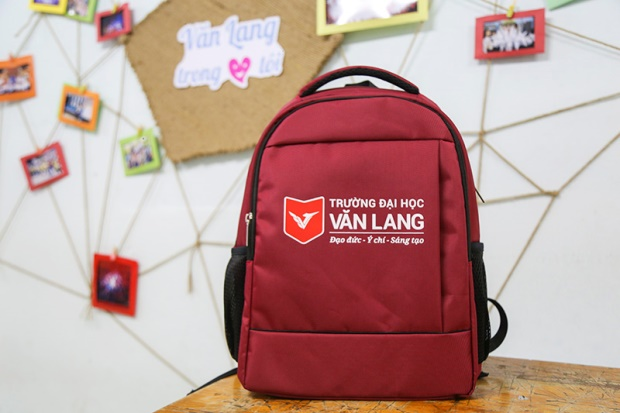 Văn Lang
trong tôi
TRƯỜNG ĐẠI HỌC
VĂN LANG
Đạo đức - Ý chí - Sáng tạo